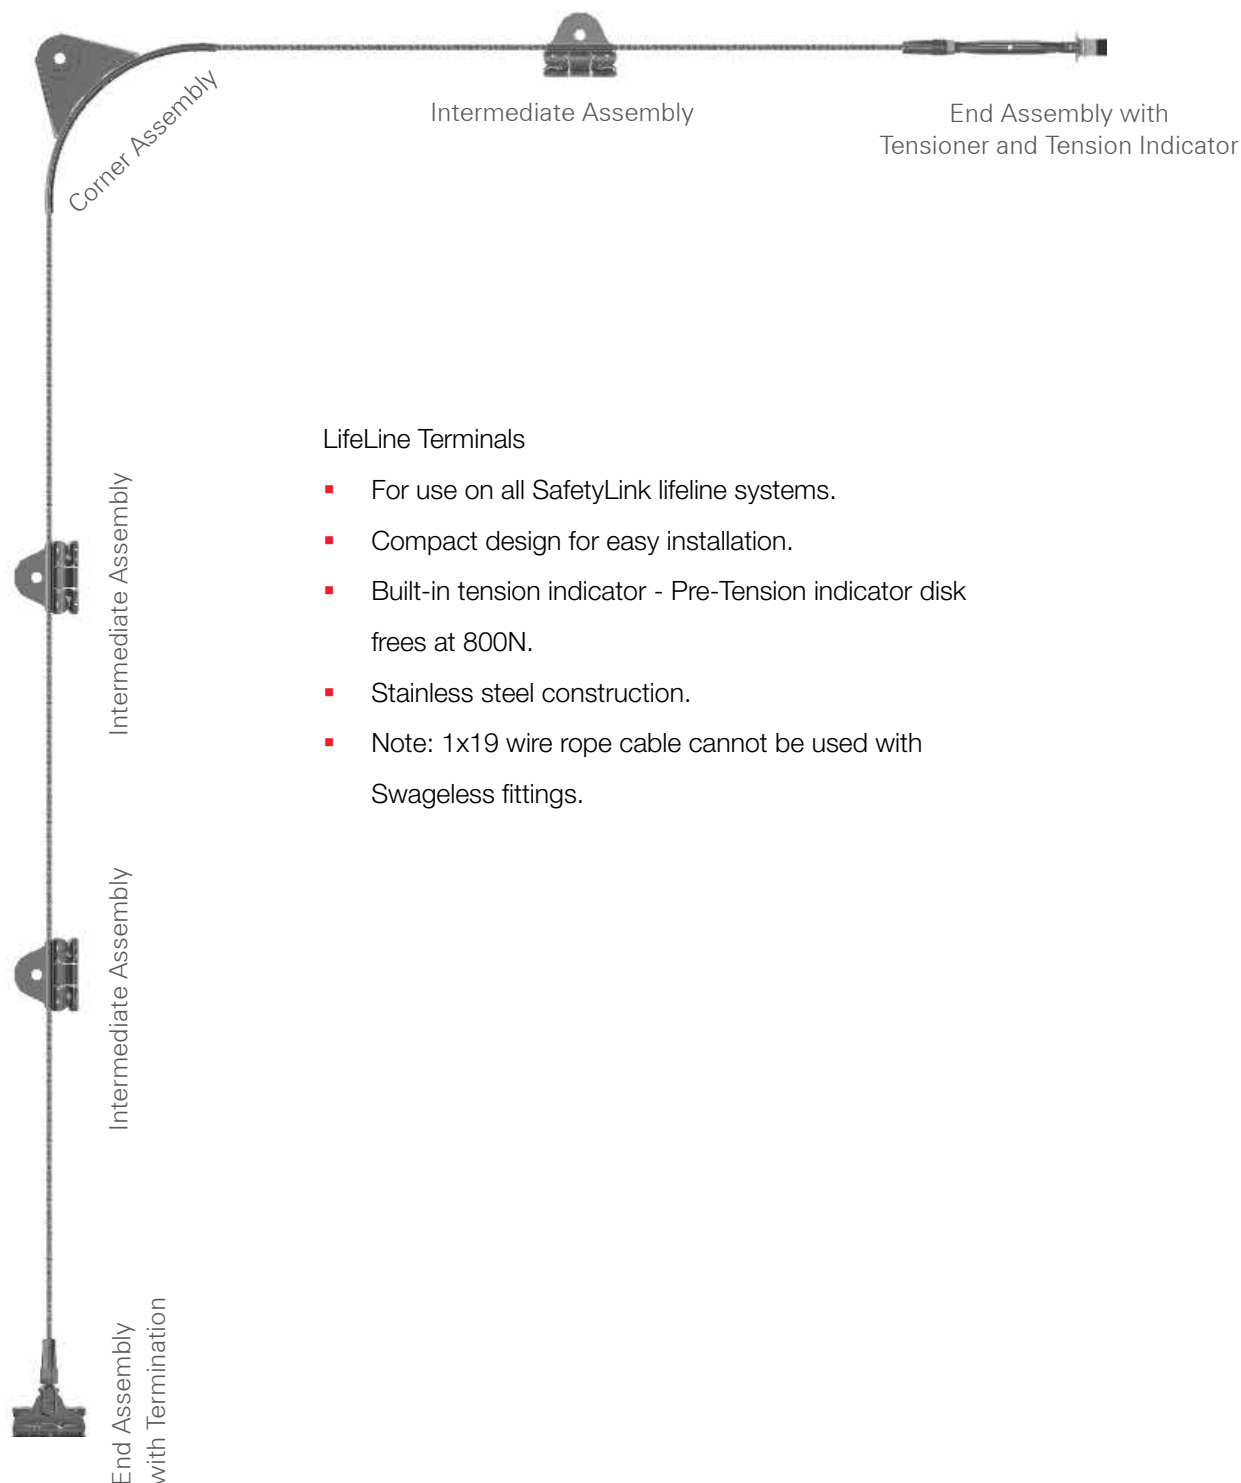 Corner Assembly
Intermediate Assembly
End Assembly with
Tensioner and Tension Indicator
LifeLine Terminals
▪ For use on all SafetyLink lifeline systems.
▪ Compact design for easy installation.
▪ Built-in tension indicator - Pre-Tension indicator disk
frees at 800N.
▪ Stainless steel construction.
▪ Note: 1x19 wire rope cable cannot be used with
Swageless fittings.
Intermediate Assembly
Intermediate Assembly
End Assembly
with Termination